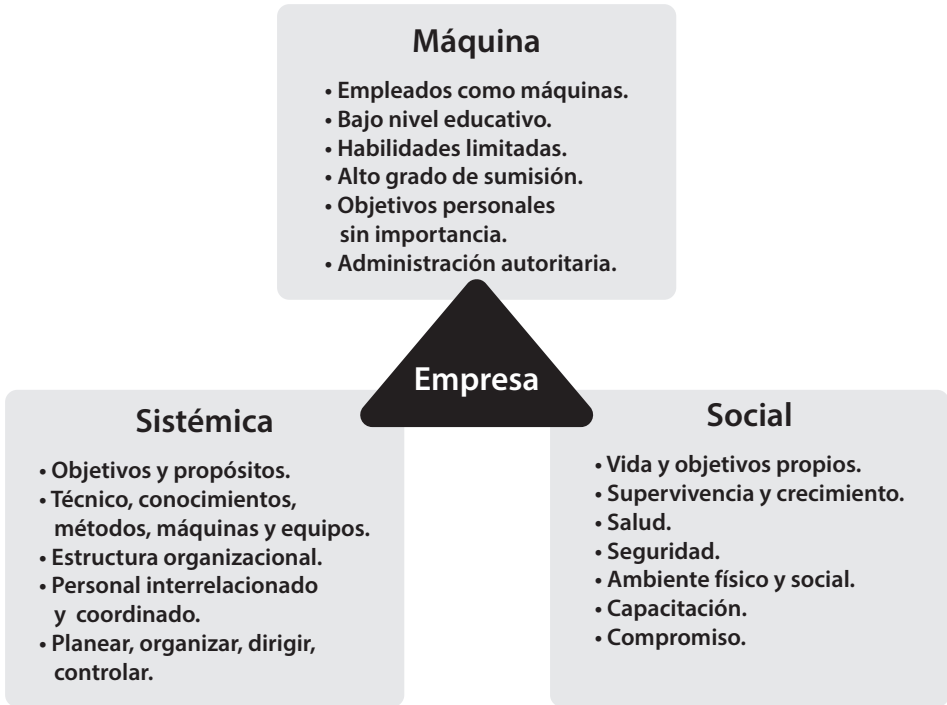 Máquina
• Empleados como máquinas.
• Bajo nivel educativo.
• Habilidades limitadas.
• Alto grado de sumisión.
• Objetivos personales
sin importancia.
• Administración autoritaria.
Empresa
Sistémica
• Objetivos y propósitos.
• Técnico, conocimientos,
métodos, máquinas y equipos.
• Estructura organizacional.
• Personal interrelacionado
y coordinado.
• Planear, organizar, dirigir,
controlar.
Social
• Vida y objetivos propios.
• Supervivencia y crecimiento.
• Salud.
• Seguridad.
• Ambiente físico y social.
• Capacitación.
• Compromiso.